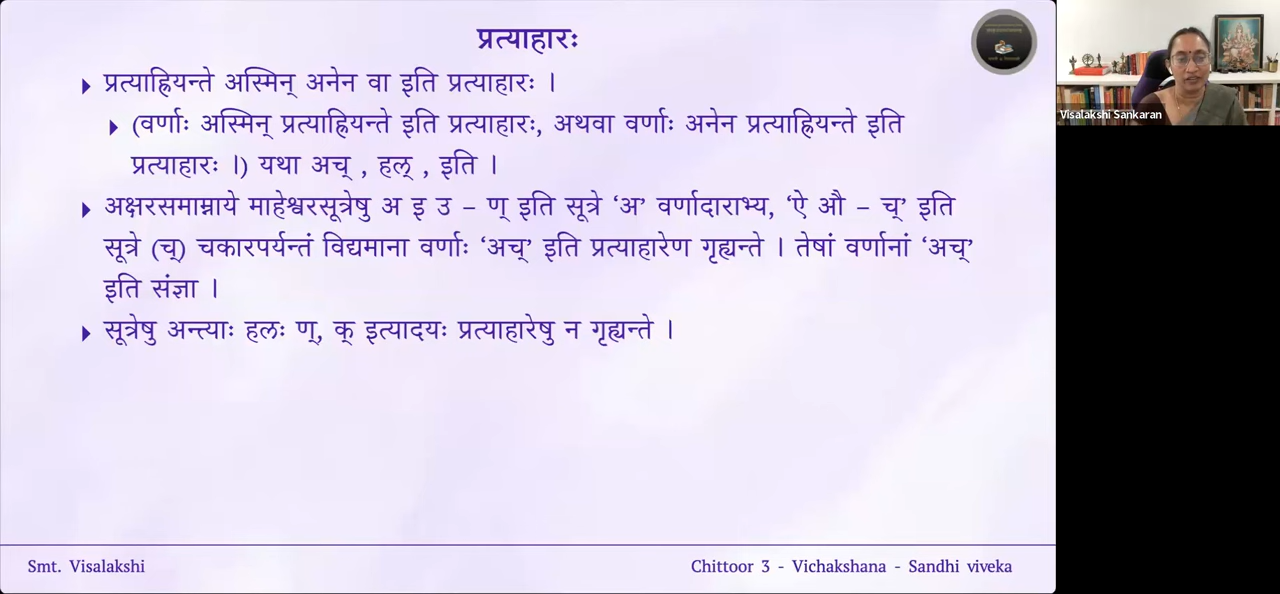 प्रत्याहारः
प्रत्याह्रियन्ते अस्मिन् अनेन वा इति प्रत्याहारः ।
(वर्णाः अस्मिन् प्रत्याह्रियन्ते इति प्रत्याहारः, अथवा वर्णाः अनेन प्रत्याह्रियन्ते इति
प्रत्याहारः ।) यथा अच् , हल् , इति ।
अक्षरसमाम्नाये माहेश्वरसूत्रेषु अ इ उ – ण् इति सूत्रे ‘अ’ वर्णादाराभ्य, ‘ऐ औ – च्’ इति
सूत्रे (च्) चकारपर्यन्तं विद्यमाना वर्णाः ‘अच्’ इति प्रत्याहारेण गृह्यन्ते । तेषां वर्णानां ‘अच्’
इति संज्ञा ।
सूत्रेषु अन्त्याः हलः ण्, क् इत्यादयः प्रत्याहारेषु न गृह्यन्ते ।
Smt. Visalakshi
Chittoor 3 - Vichakshana - Sandhi viveka
Visalakshi Sankaran